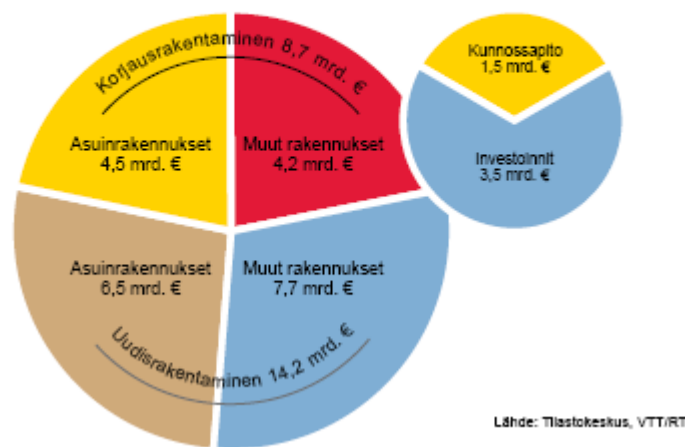 Korjausrakentaminen 8,7 mrd. €
Asuinrakennukset
4,5 mrd. €
Muut rakennukset
4,2 mrd. €
Asuinrakennukset
6,5 mrd. €
Muut rakennukset
7,7 mrd. €
Uudisrakentaminen 14,2 mrd. €
Kunnossapito
1,5 mrd. €
Investoinnit
3,5 mrd. €
Lähde: Tilastokeskus, VTT/RT